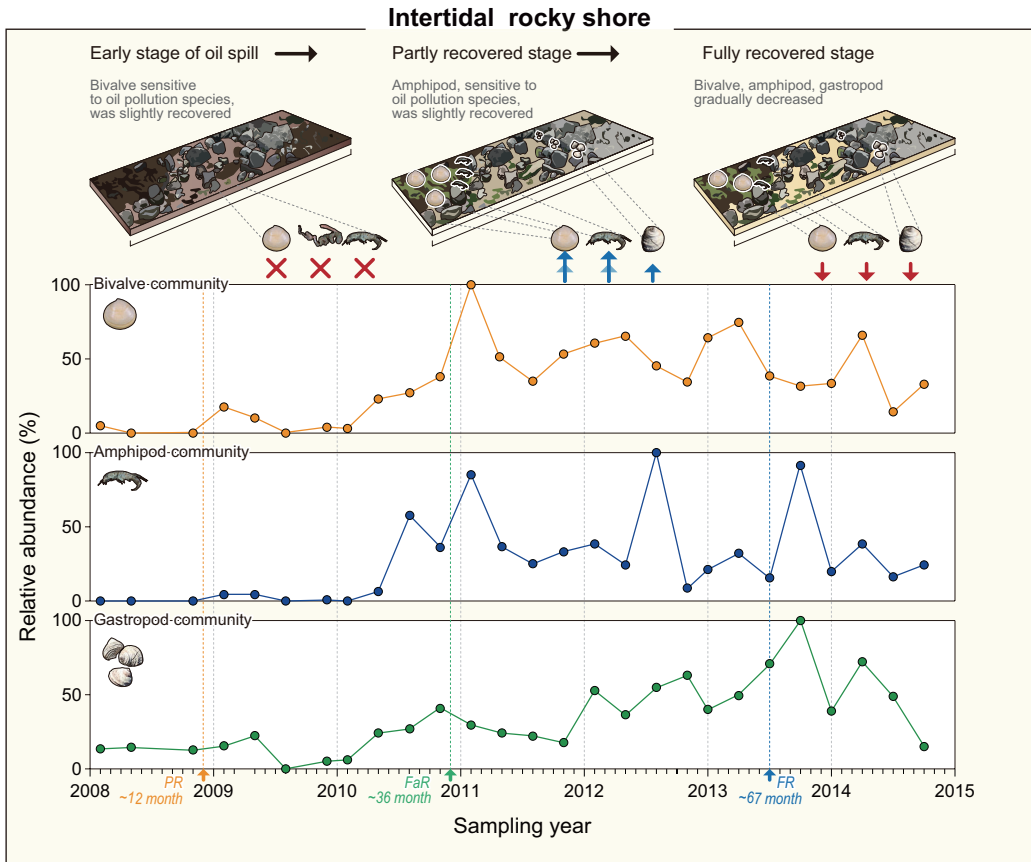 Intertidal rocky shore
Early stage of oil spill
Partly recovered stage
Fully recovered stage
Bivalve sensitive
to oil pollution species,
was slightly recovered
Amphipod, sensitive to
oil pollution species,
was slightly recovered
Bivalve, amphipod, gastropod
gradually decreased
Relative abundance (%)
Bivalve community
100
50
0
Amphipod community
100
50
0
Gastropod community
100
50
0
PR
~12 month
FaR
~36 month
FR
~67 month
2008
2009
2010
2011
2012
2013
2014
2015
Sampling year